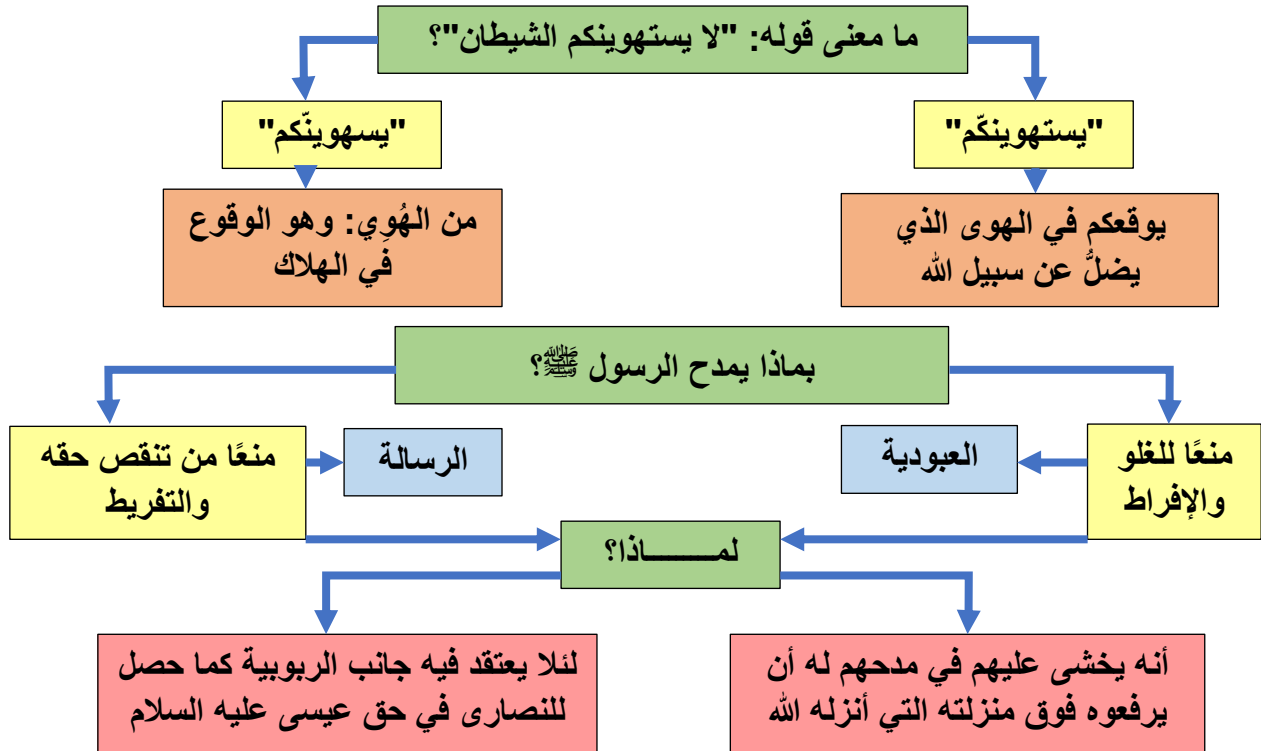 ما معنى قوله: "لا يستهوينكم الشيطان"؟
"يستهوينكّم"
"يسهوينّكم"
يوقعكم في الهوى الذي
يضلُّ عن سبيل الله
من الهُوِي: وهو الوقوع
في الهلاك
بماذا يمدح الرسول ﷺ؟
منعًا للغلو
والإفراط
العبودية
الرسالة
منعًا من تنقص حقه
والتفريط
لمـــــــاذا؟
أنه يخشى عليهم في مدحهم له أن
يرفعوه فوق منزلته التي أنزله الله
لئلا يعتقد فيه جانب الربوبية كما حصل
للنصارى في حق عيسى عليه السلام